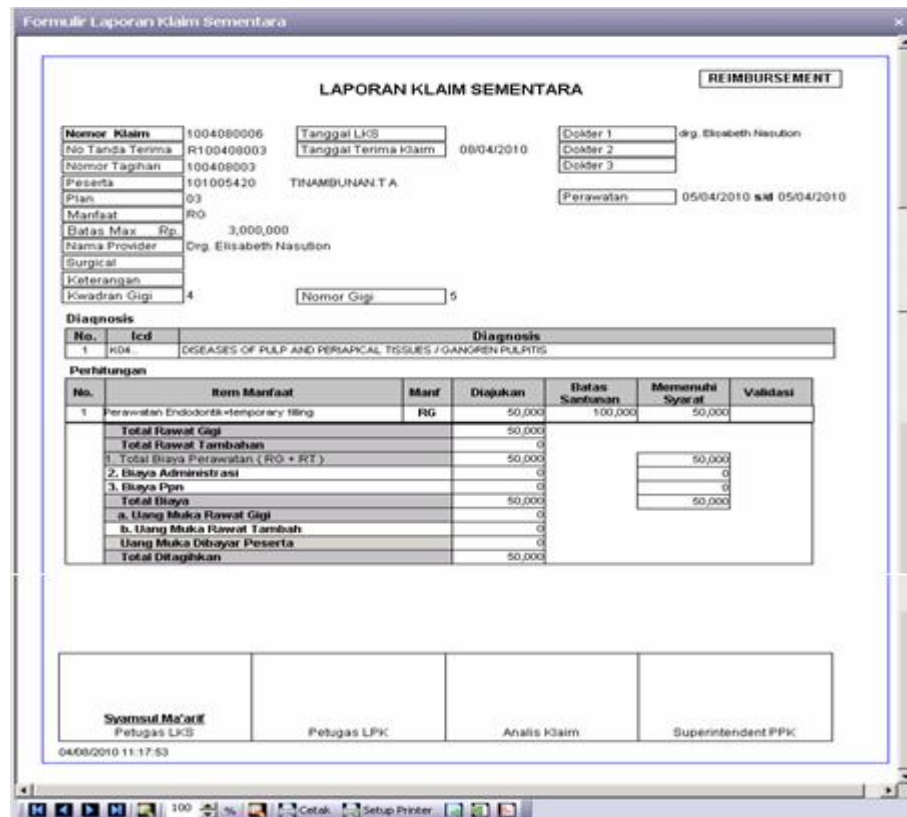 Formulir Laporan Klaim Sementara
REIMBURSEMENT
LAPORAN KLAIM SEMENTARA
Nomor Klaim 1004080006 Tanggal LKS Dokter 1 drg. Elisabeth Nasution
No Tanda Terima R100408003 Tanggal Terima Klaim 08/04/2010 Dokter 2
Nomor Tagihan 100408003 Dokter 3
Peserta 101005420 TINAMBUNAN.T A
Plan 03 Perawatan 05/04/2010 s/d 05/04/2010
Manfaat RG
Batas Max Rp. 3,000,000
Nama Provider Drg. Elisabeth Nasution
Surgical
Keterangan
Kwadran Gigi 4 Nomor Gigi 5
Diagnosis
No. Icd Diagnosis
1 K04.. DISEASES OF PULP AND PERIAPICAL TISSUES / GANGREN PULPITIS
Perhitungan
No. Item Manfaat Manf Diajukan Batas Santunan Memenuhi Syarat Validasi
1 Perawatan Endodontik+temporary filling RG 50,000 100,000 50,000
Total Rawat Gigi 50,000
Total Rawat Tambahan 0
1. Total Biaya Perawatan ( RG + RT ) 50,000 50,000
2. Biaya Administrasi 0 0
3. Biaya Ppn 0 0
Total Biaya 50,000 50,000
a. Uang Muka Rawat Gigi 0
b. Uang Muka Rawat Tambah 0
Uang Muka Dibayar Peserta 0
Total Ditagihkan 50,000
Syamsul Ma'arif
Petugas LKS Petugas LPK Analis Klaim Superintendent PPK
04/08/2010 11:17:53
100 % Cetak Setup Printer